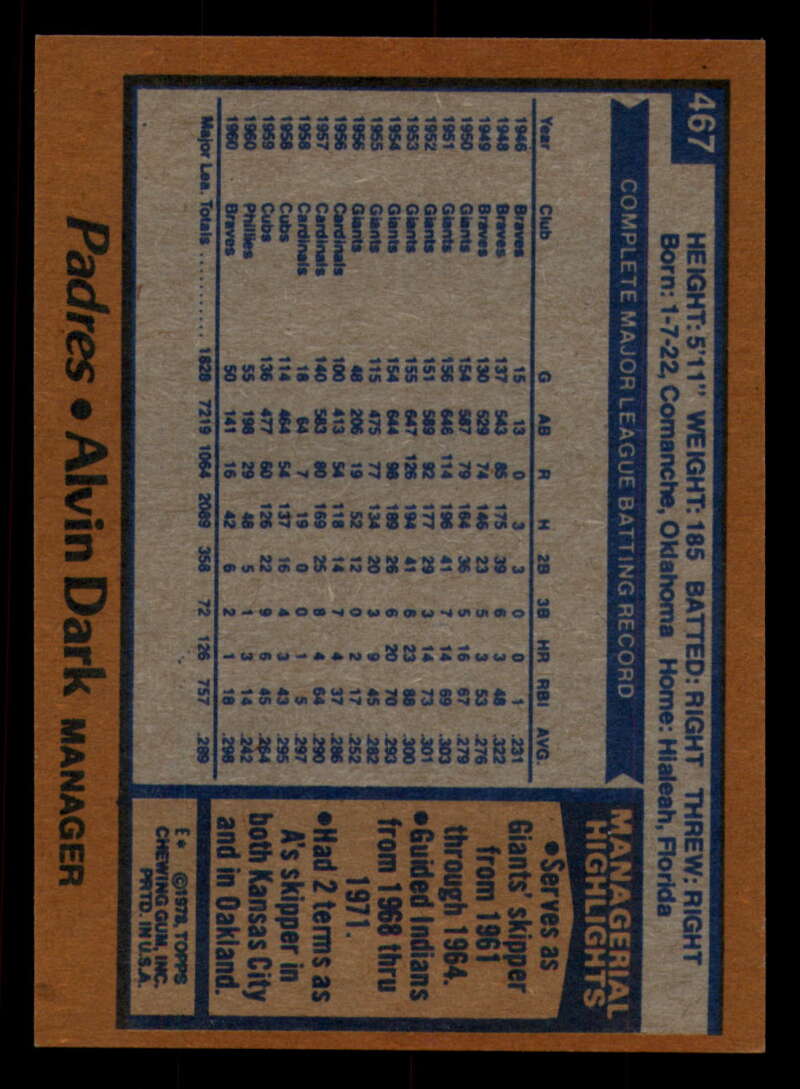 467
HEIGHT: 5'11" WEIGHT: 185 BATTED: RIGHT THREW: RIGHT
Born: 1-7-22, Comanche, Oklahoma Home: Hialeah, Florida
COMPLETE MAJOR LEAGUE BATTING RECORD
Year Club G AB R H 2B 3B HR RBI AVG.
1946 Braves 15 13 0 3 3 0 0 1 .231
1948 Braves 137 543 85 175 39 6 3 48 .322
1949 Braves 130 529 74 146 23 5 3 53 .276
1950 Giants 154 587 79 164 36 5 16 67 .279
1951 Giants 156 646 114 196 41 7 14 69 .303
1952 Giants 151 589 92 177 29 3 14 73 .301
1953 Giants 155 647 126 194 41 6 23 88 .300
1954 Giants 154 644 98 189 26 6 20 70 .293
1955 Giants 115 475 77 134 20 3 9 45 .282
1956 Giants 48 206 19 52 12 0 2 17 .252
1956 Cardinals 100 413 54 118 14 7 4 37 .286
1957 Cardinals 140 583 80 169 25 8 4 64 .290
1958 Cardinals 18 64 7 19 0 0 1 5 .297
1958 Cubs 114 464 54 137 16 4 3 43 .295
1959 Cubs 136 477 60 126 22 9 6 45 .264
1960 Phillies 55 198 29 48 5 1 3 14 .242
1960 Braves 50 141 16 42 6 2 1 18 .298
Major Lea. Totals........... 1828 7219 1064 2089 358 72 126 757 .289
MANAGERIAL
HIGHLIGHTS
•Serves as
Giants' skipper
from 1961
through 1964.
•Guided Indians
from 1968 thru
1971.
•Had 2 terms as
A's skipper in
both Kansas City
and in Oakland.
E* ©1978, TOPPS
CHEWING GUM, INC.
PRTD. IN U.S.A.
Padres • Alvin Dark MANAGER